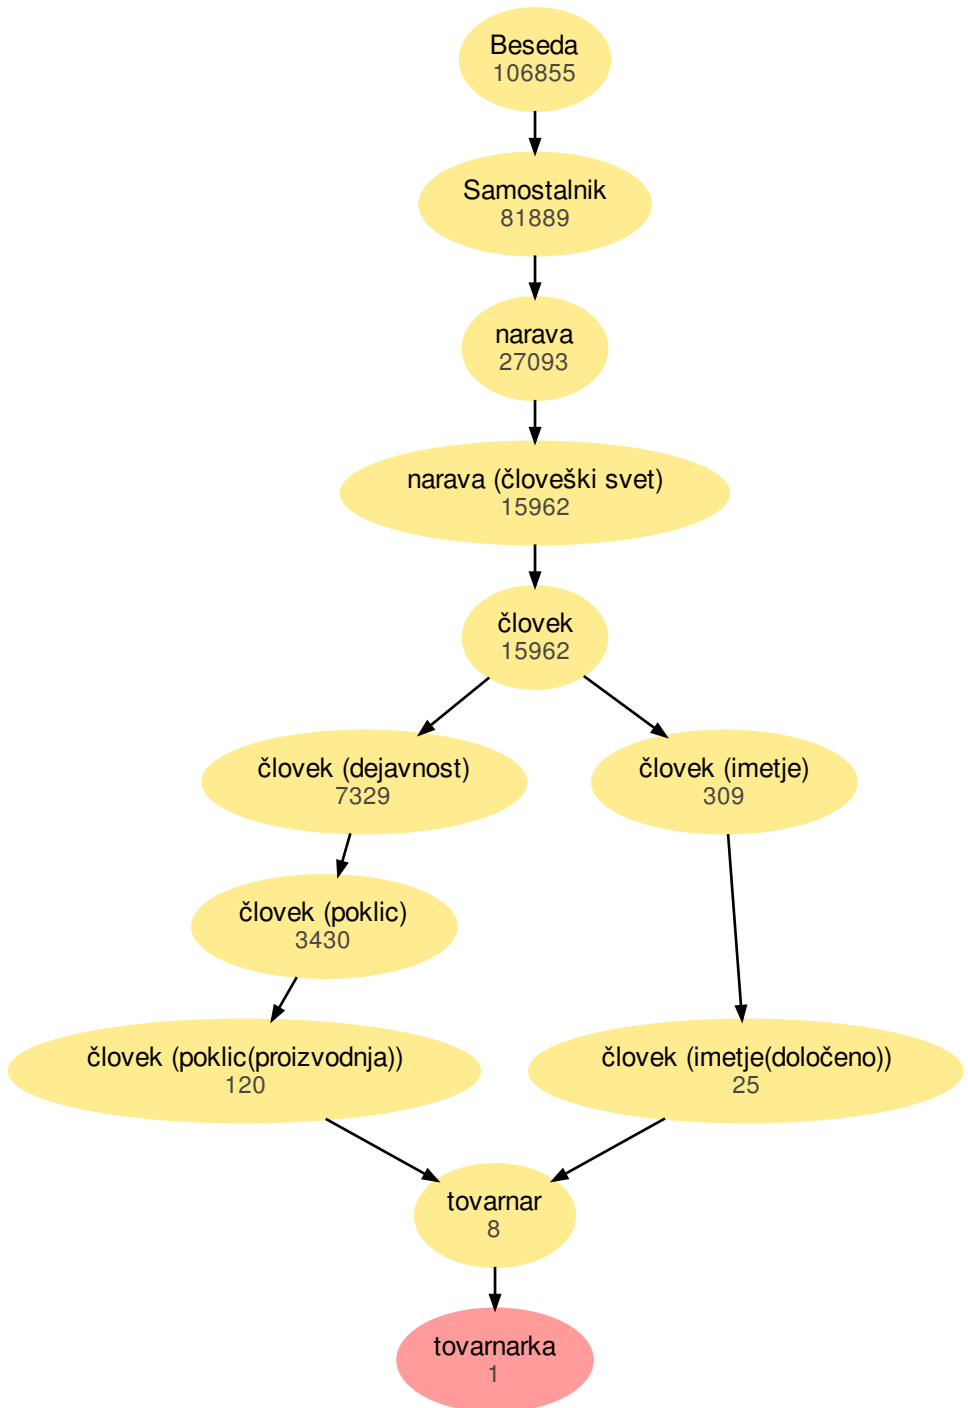 Beseda
106855
Samostalnik
81889
narava
27093
narava (človeški svet)
15962
človek
15962
človek (dejavnost)
7329
človek (imetje)
309
človek (poklic)
3430
človek (poklic(proizvodnja))
120
človek (imetje(določeno))
25
tovarnar
8
tovarnarka
1